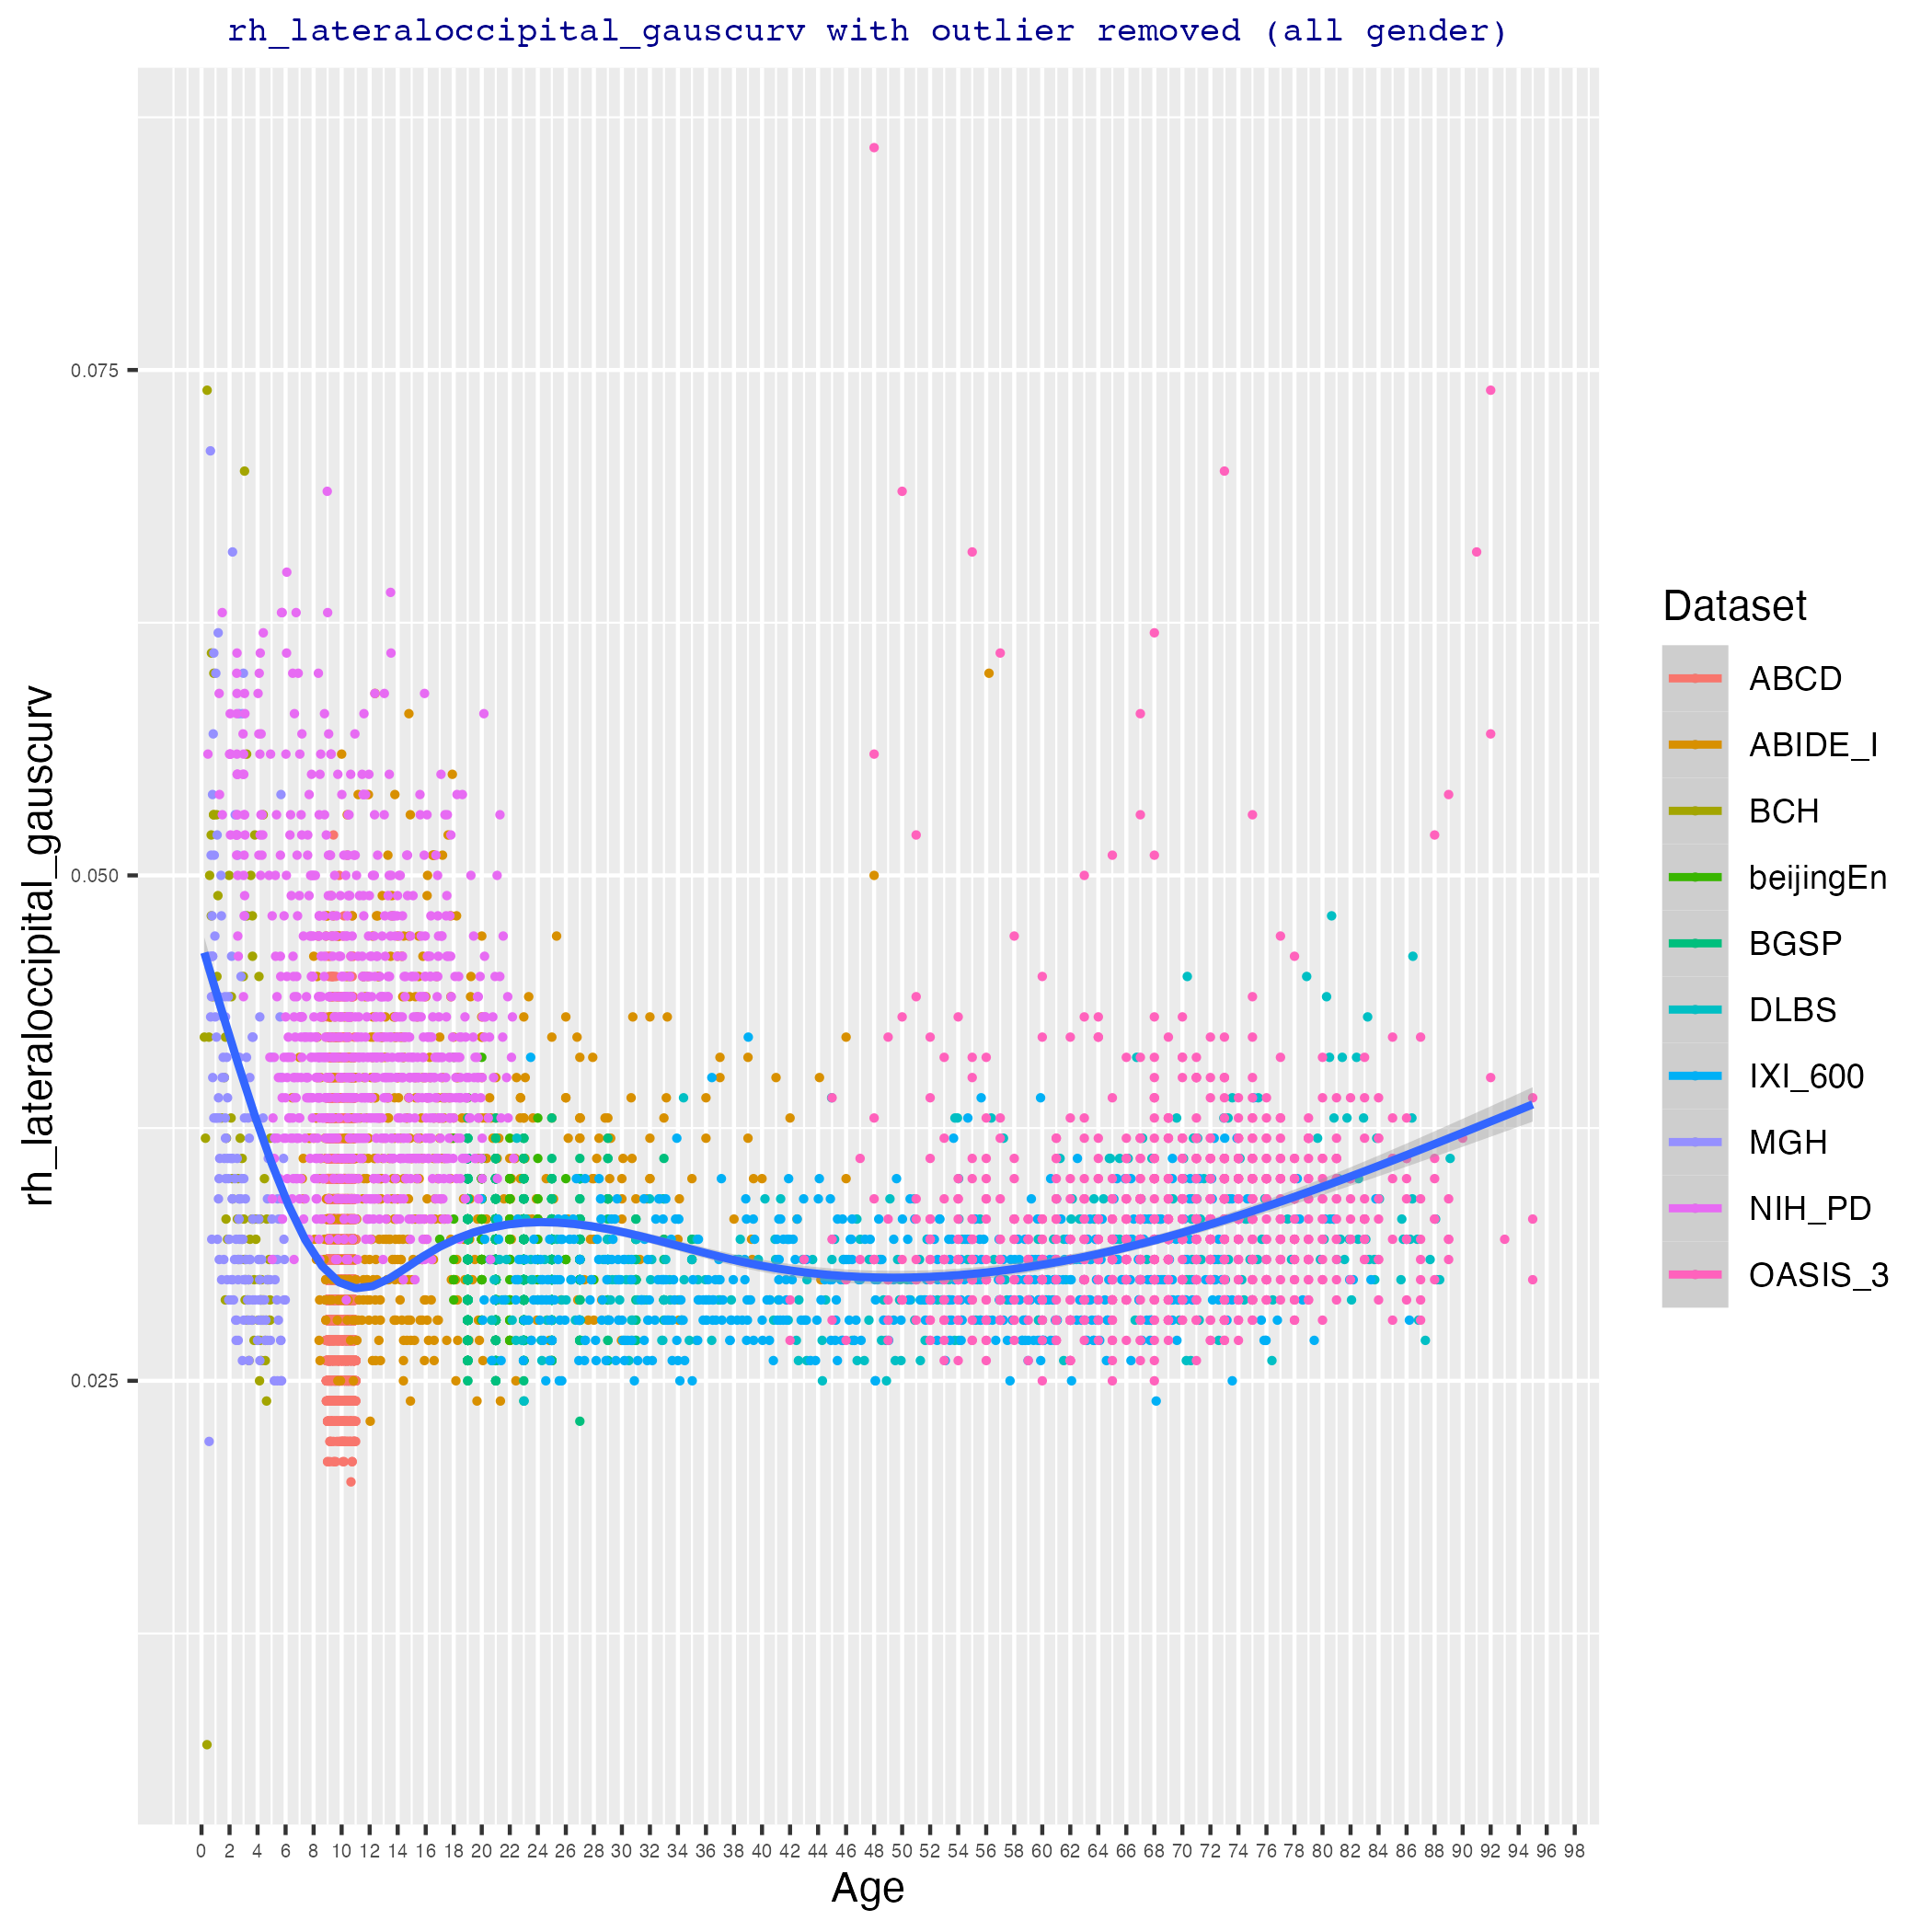 rh_lateraloccipital_gauscurv with outlier removed (all gender)
rh_lateraloccipital_gauscurv
0.075
0.050
0.025
0 2 4 6 8 10 12 14 16 18 20 22 24 26 28 30 32 34 36 38 40 42 44 46 48 50 52 54 56 58 60 62 64 66 68 70 72 74 76 78 80 82 84 86 88 90 92 94 96 98
Age
Dataset
ABCD
ABIDE_I
BCH
beijingEn
BGSP
DLBS
IXI_600
MGH
NIH_PD
OASIS_3